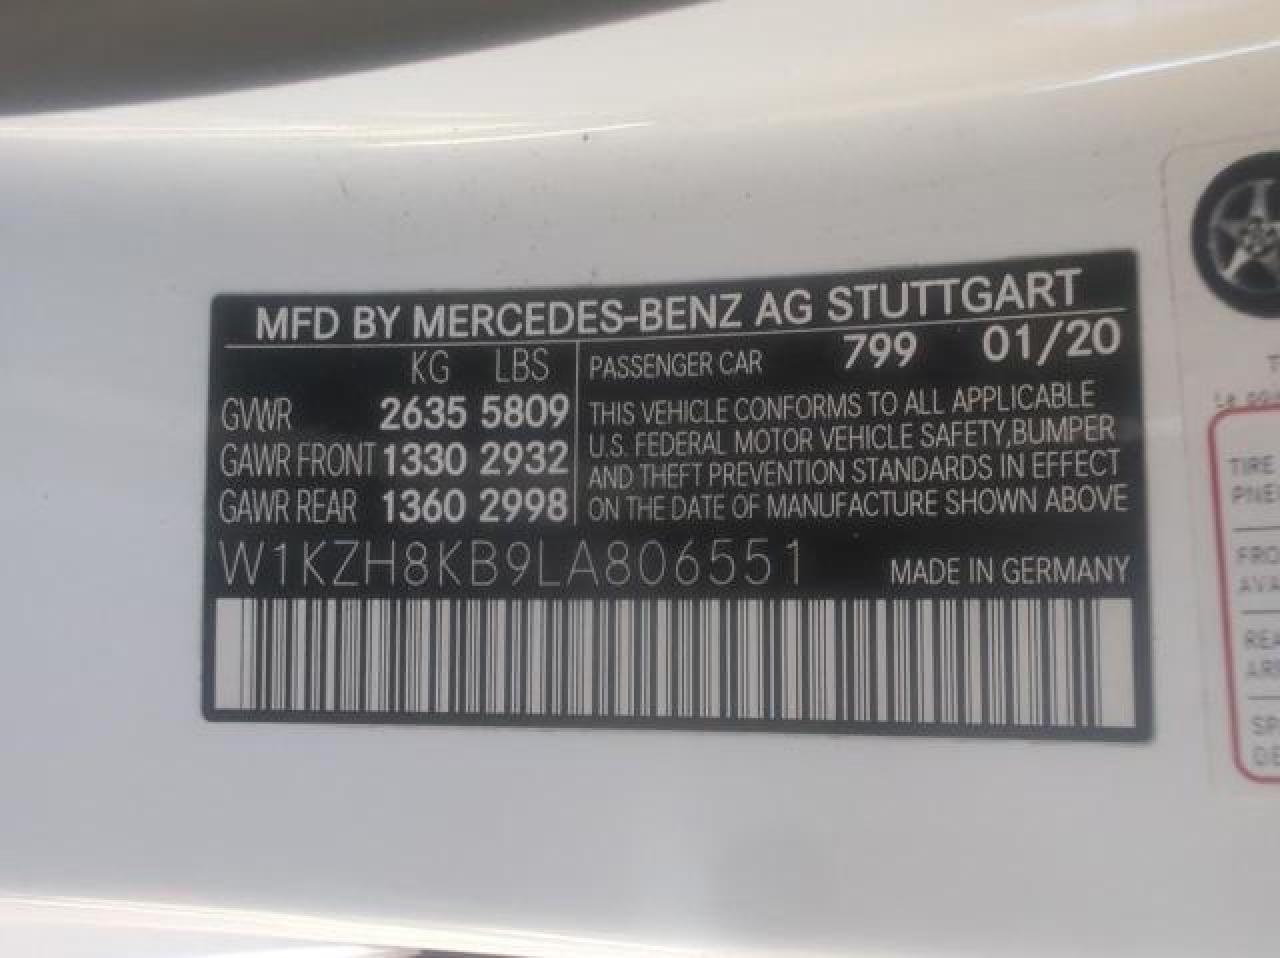 MFD BY MERCEDES-BENZ AG STUTTGART
KG LBS
GVWR 2635 5809
GAWR FRONT 1330 2932
GAWR REAR 1360 2998
PASSENGER CAR 799 01/20
THIS VEHICLE CONFORMS TO ALL APPLICABLE
U.S. FEDERAL MOTOR VEHICLE SAFETY, BUMPER
AND THEFT PREVENTION STANDARDS IN EFFECT
ON THE DATE OF MANUFACTURE SHOWN ABOVE
W1KZH8KB9LA806551 MADE IN GERMANY
TIRE